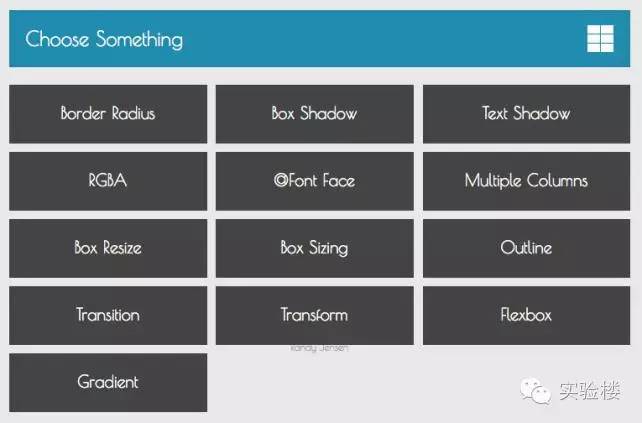 Choose Something
Border Radius
Box Shadow
Text Shadow
RGBA
@Font Face
Multiple Columns
Box Resize
Box Sizing
Outline
Transition
Transform
Flexbox
Randy Jensen
Gradient
实验楼